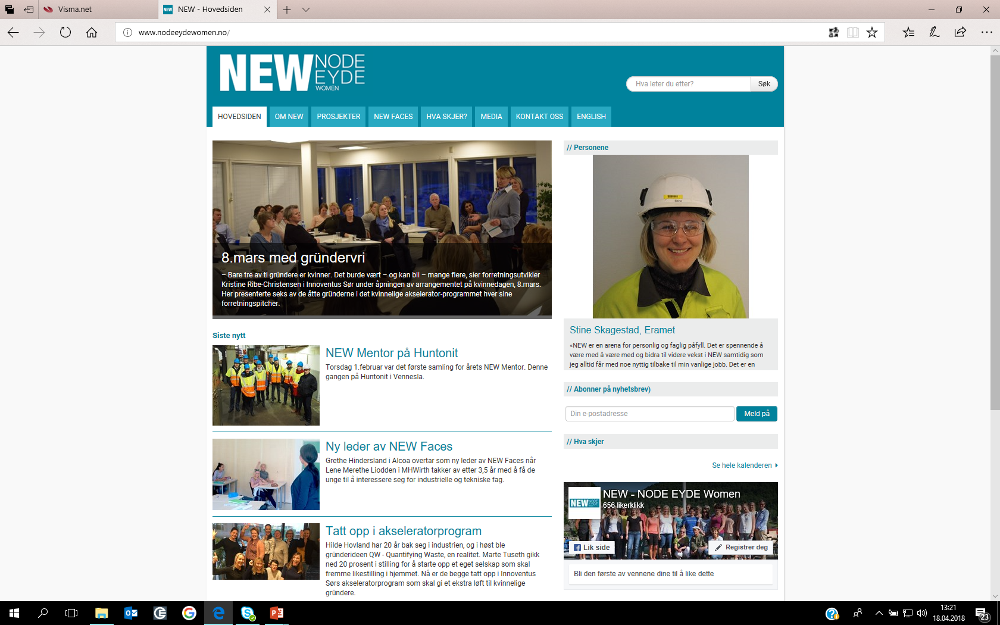 Visma.net
NEW - Hovedsiden
www.nodeeydewomen.no/
NEW NODE
EYDE
WOMEN
Hva leter du etter?
Søk
HOVEDSIDEN
OM NEW
PROSJEKTER
NEW FACES
HVA SKJER?
MEDIA
KONTAKT OSS
ENGLISH
8.mars med gründervri
– Bare tre av ti gründere er kvinner. Det burde vært – og kan bli – mange flere, sier forretningsutvikler
Kristine Ribe-Christensen i Innoventus Sør under åpningen av arrangementet på kvinnedagen, 8.mars.
Her presenterte seks av de åtte gründerne i det kvinnelige akselerator-programmet hver sine
forretningspitcher.
Siste nytt
NEW Mentor på Huntonit
Torsdag 1.februar var det første samling for årets NEW Mentor. Denne
gangen på Huntonit i Vennesla.
Ny leder av NEW Faces
Grethe Hindersland i Alcoa overtar som ny leder av NEW Faces når
Lene Merethe Liodden i MHWirth takker av etter 3,5 år med å få de
unge til å interessere seg for industrielle og tekniske fag.
Tatt opp i akseleratorprogram
Hilde Hovland har 20 år bak seg i industrien, og i høst ble
gründerideen QW - Quantifying Waste, en realitet. Marte Tuseth gikk
ned 20 prosent i stilling for å starte opp et eget selskap som skal
fremme likestilling i hjemmet. Nå er de begge tatt opp i Innoventus
Sørs akseleratorprogram som skal gi et ekstra løft til kvinnelige
gründere.
// Personene
Stine
Stine Skagestad, Eramet
«NEW er en arena for personlig og faglig påfyll. Det er spennende å
være med å være med og bidra til videre vekst i NEW samtidig som
jeg alltid får med noe nyttig tilbake til min vanlige jobb. Det er en
// Abonner på nyhetsbrev)
Din e-postadresse
Meld på
// Hva skjer
Se hele kalenderen
NEW
NEW - NODE EYDE Women
656 likerklikk
Lik side
Registrer deg
Bli den første av vennene dine til å like dette
13:21
18.04.2018
23